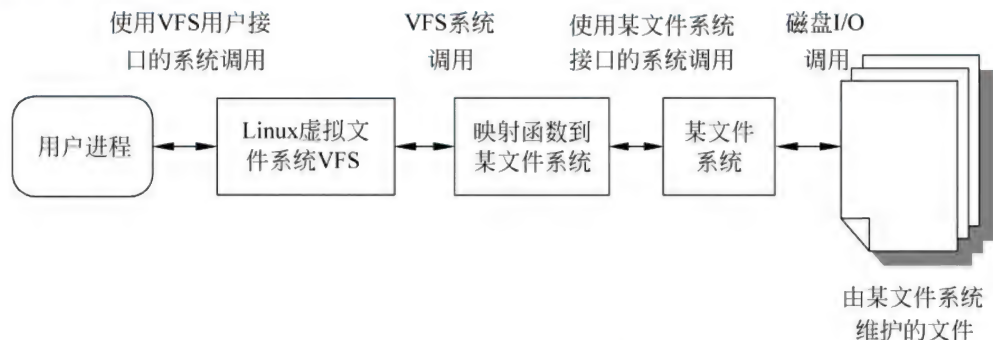 使用VFS用户接
口的系统调用
VFS系统
调用
使用某文件系统
接口的系统调用
磁盘I/O
调用
用户进程
Linux虚拟文
件系统VFS
映射函数到
某文件系统
某文件
系统
由某文件系统
维护的文件